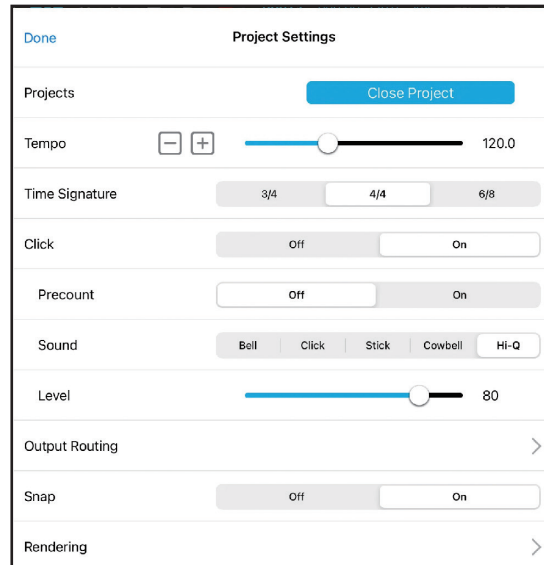 Done Project Settings
Projects Close Project
Tempo 120.0
Time Signature 3/4 4/4 6/8
Click Off On
Precount Off On
Sound Bell Click Stick Cowbell Hi-Q
Level 80
Output Routing
Snap Off On
Rendering